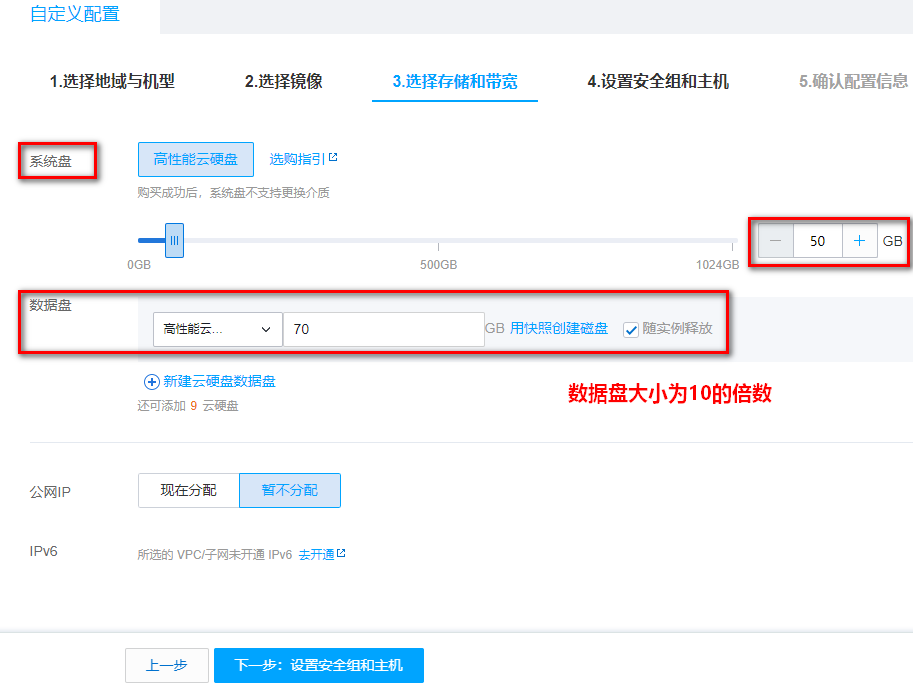 自定义配置
1.选择地域与机型 2.选择镜像 3.选择存储和带宽 4.设置安全组和主机 5.确认配置信息
系统盘 高性能云硬盘 选购指引
购买成功后，系统盘不支持更换介质
50 GB
0GB 500GB 1024GB
数据盘
高性能云... 70 GB 用快照创建磁盘 随实例释放
新建云硬盘数据盘
数据盘大小为10的倍数
还可添加 9 云硬盘
公网IP 现在分配 暂不分配
IPv6 所选的 VPC/子网未开通 IPv6 去开通
上一步 下一步：设置安全组和主机